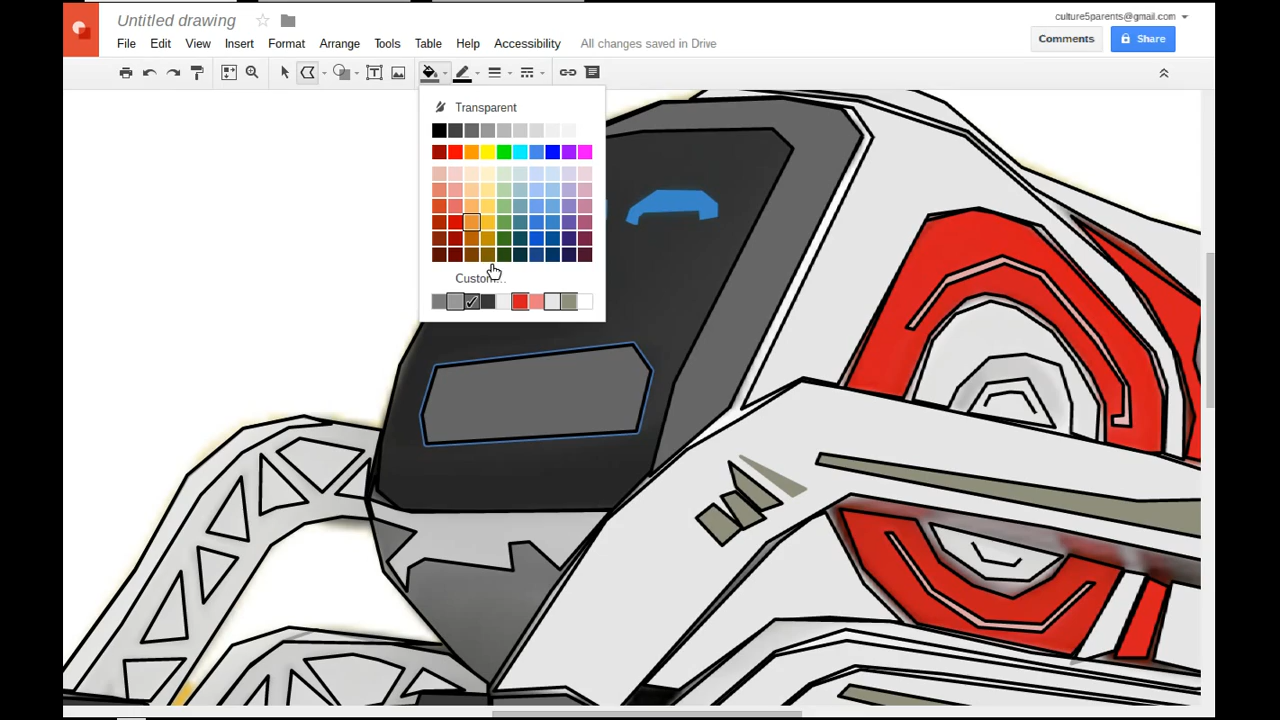 Untitled drawing
culture5parents@gmail.com
File Edit View Insert Format Arrange Tools Table Help Accessibility All changes saved in Drive
Comments Share
Transparent
Custom...